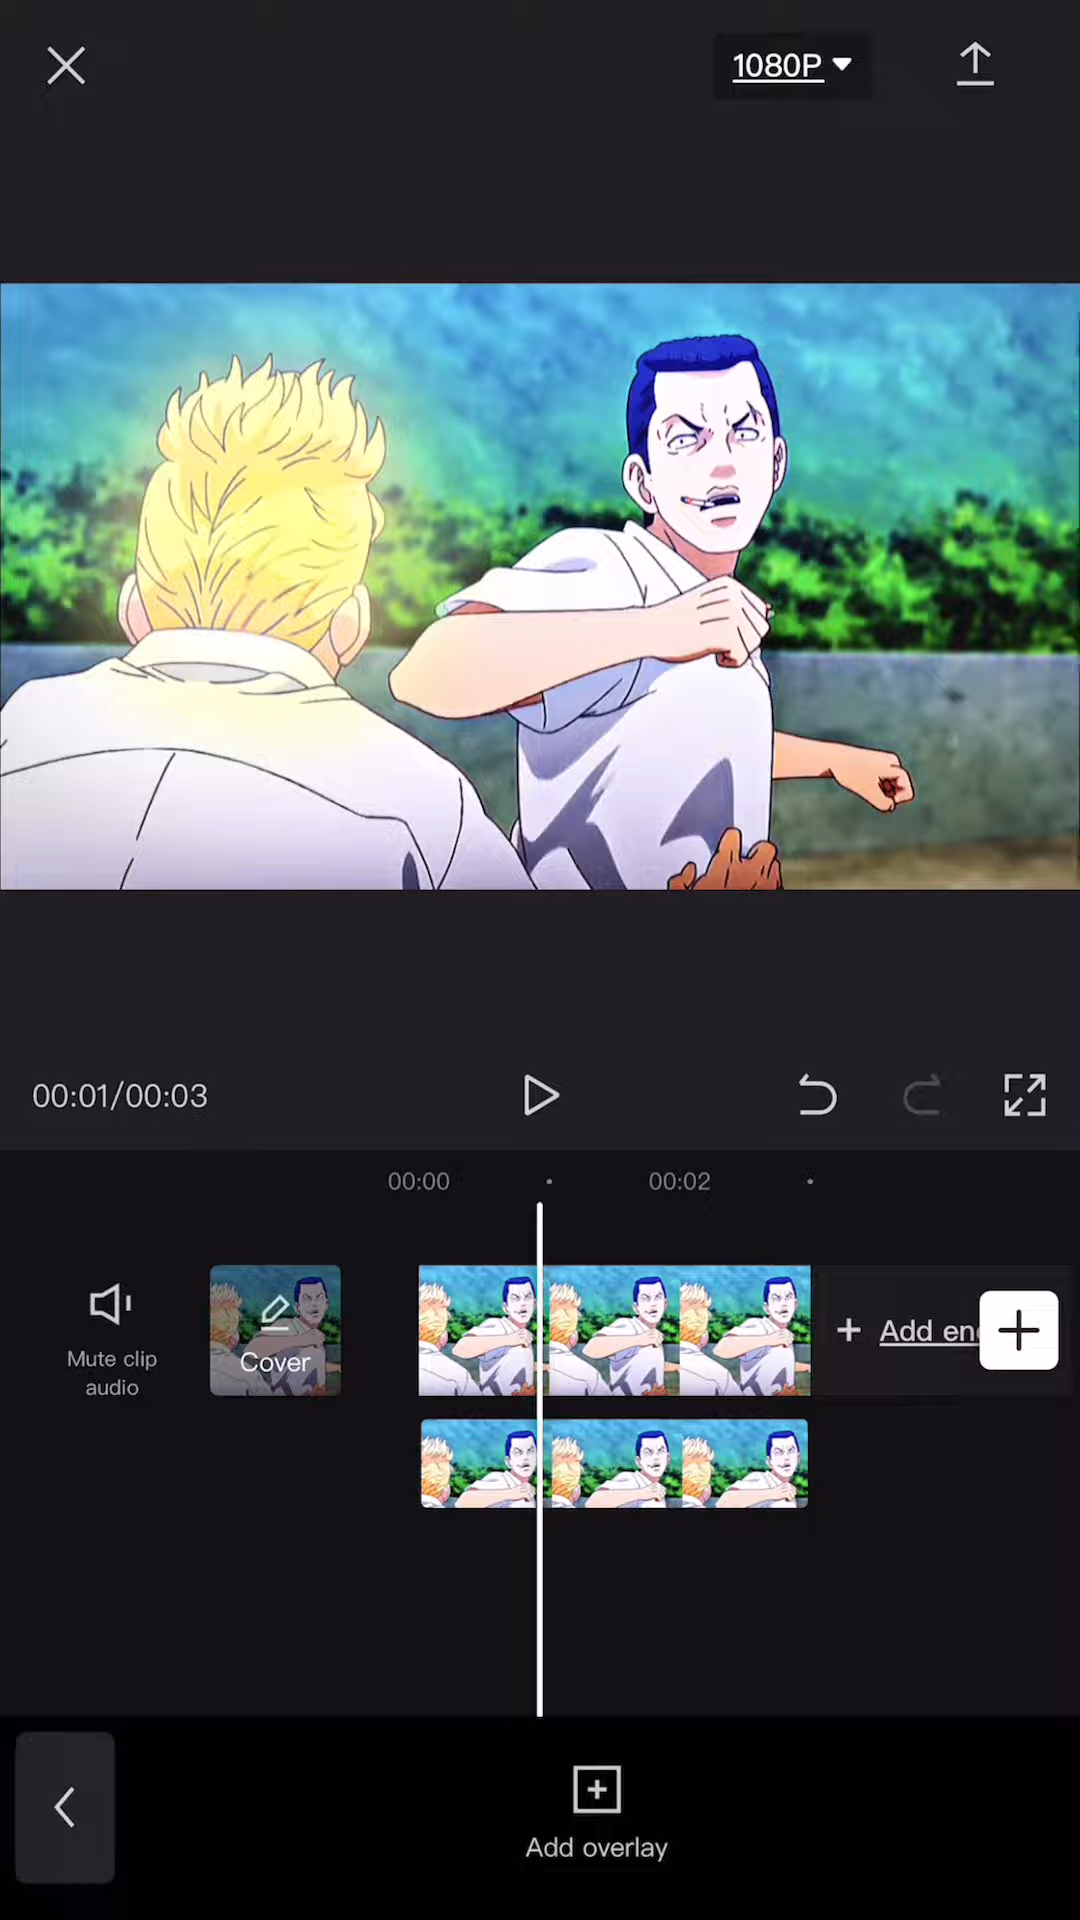 1080P
00:01/00:03
00:00
00:02
Mute clip
audio
Cover
+ Add en
Add overlay